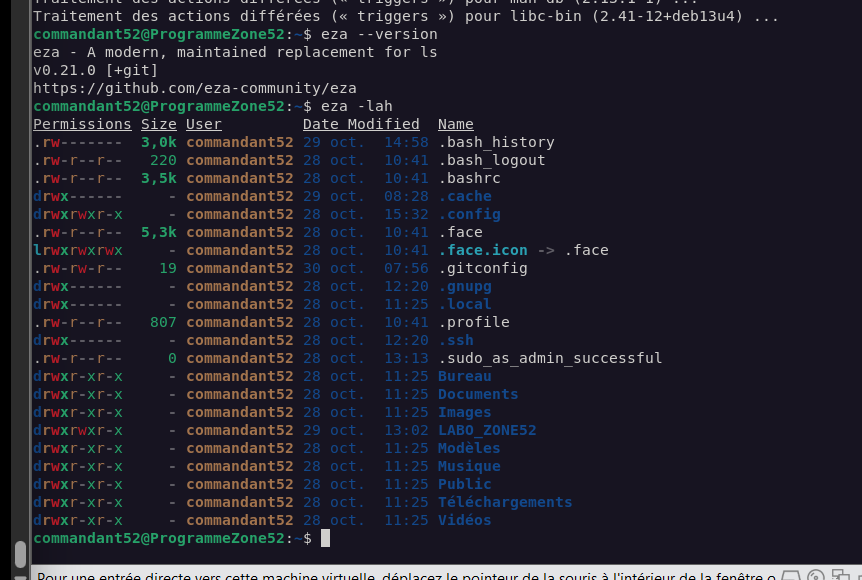 Traitement des actions différées (« triggers ») pour man-db (2.13.1-1) ...
Traitement des actions différées (« triggers ») pour libc-bin (2.41-12+deb13u4) ...
commandant52@ProgrammeZone52:~$ eza --version
eza - A modern, maintained replacement for ls
v0.21.0 [+git]
https://github.com/eza-community/eza
commandant52@ProgrammeZone52:~$ eza -lah
Permissions Size User Date Modified Name
.rw------- 3,0k commandant52 29 oct. 14:58 .bash_history
.rw-r--r-- 220 commandant52 28 oct. 10:41 .bash_logout
.rw-r--r-- 3,5k commandant52 28 oct. 10:41 .bashrc
drwx------ - commandant52 29 oct. 08:28 .cache
drwxrwxr-x - commandant52 28 oct. 15:32 .config
.rw-r--r-- 5,3k commandant52 28 oct. 10:41 .face
lrwxrwxrwx - commandant52 28 oct. 10:41 .face.icon -> .face
.rw-rw-r-- 19 commandant52 30 oct. 07:56 .gitconfig
drwx------ - commandant52 28 oct. 12:20 .gnupg
drwx------ - commandant52 28 oct. 11:25 .local
.rw-r--r-- 807 commandant52 28 oct. 10:41 .profile
drwx------ - commandant52 28 oct. 12:20 .ssh
.rw-r--r-- 0 commandant52 28 oct. 13:13 .sudo_as_admin_successful
drwxr-xr-x - commandant52 28 oct. 11:25 Bureau
drwxr-xr-x - commandant52 28 oct. 11:25 Documents
drwxr-xr-x - commandant52 28 oct. 11:25 Images
drwxrwxr-x - commandant52 29 oct. 13:02 LABO_ZONE52
drwxr-xr-x - commandant52 28 oct. 11:25 Modèles
drwxr-xr-x - commandant52 28 oct. 11:25 Musique
drwxr-xr-x - commandant52 28 oct. 11:25 Public
drwxr-xr-x - commandant52 28 oct. 11:25 Téléchargements
drwxr-xr-x - commandant52 28 oct. 11:25 Vidéos
commandant52@ProgrammeZone52:~$
Pour une entrée directe vers cette machine virtuelle, déplacez le pointeur de la souris à l'intérieur de la fenêtre o